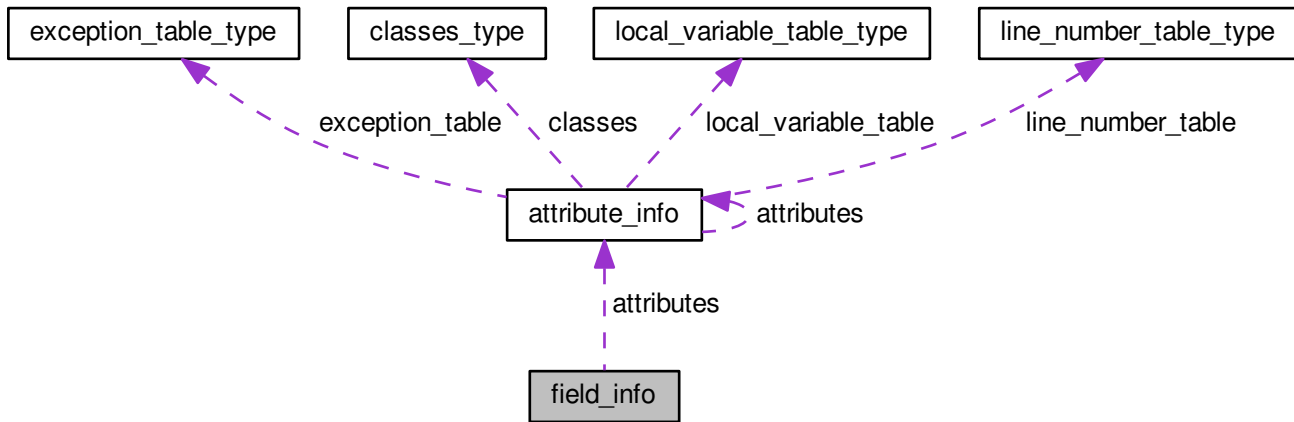 exception_table_type
classes_type
local_variable_table_type
line_number_table_type
exception_table
classes
local_variable_table
line_number_table
attribute_info
attributes
attributes
field_info